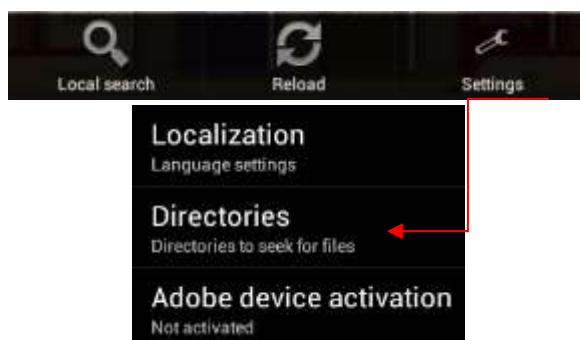 Local search Reload Settings
Localization
Language settings
Directories
Directories to seek for files
Adobe device activation
Not activated